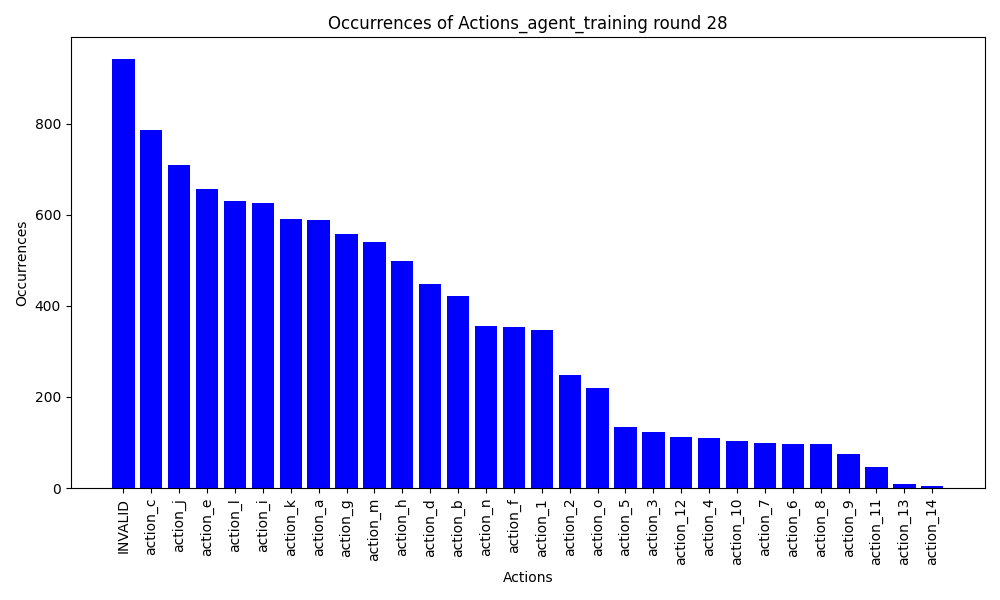 Occurrences of Actions_agent_training round 28
Occurrences
800
600
400
200
0
INVALID
action_c
action_J
action_e
action_l
action_i
action_k
action_a
action_g
action_m
action_h
action_d
action_b
action_n
action_f
action_1
action_2
action_o
action_5
action_3
action_12
action_4
action_10
action_7
action_6
action_8
action_9
action_11
action_13
action_14
Actions